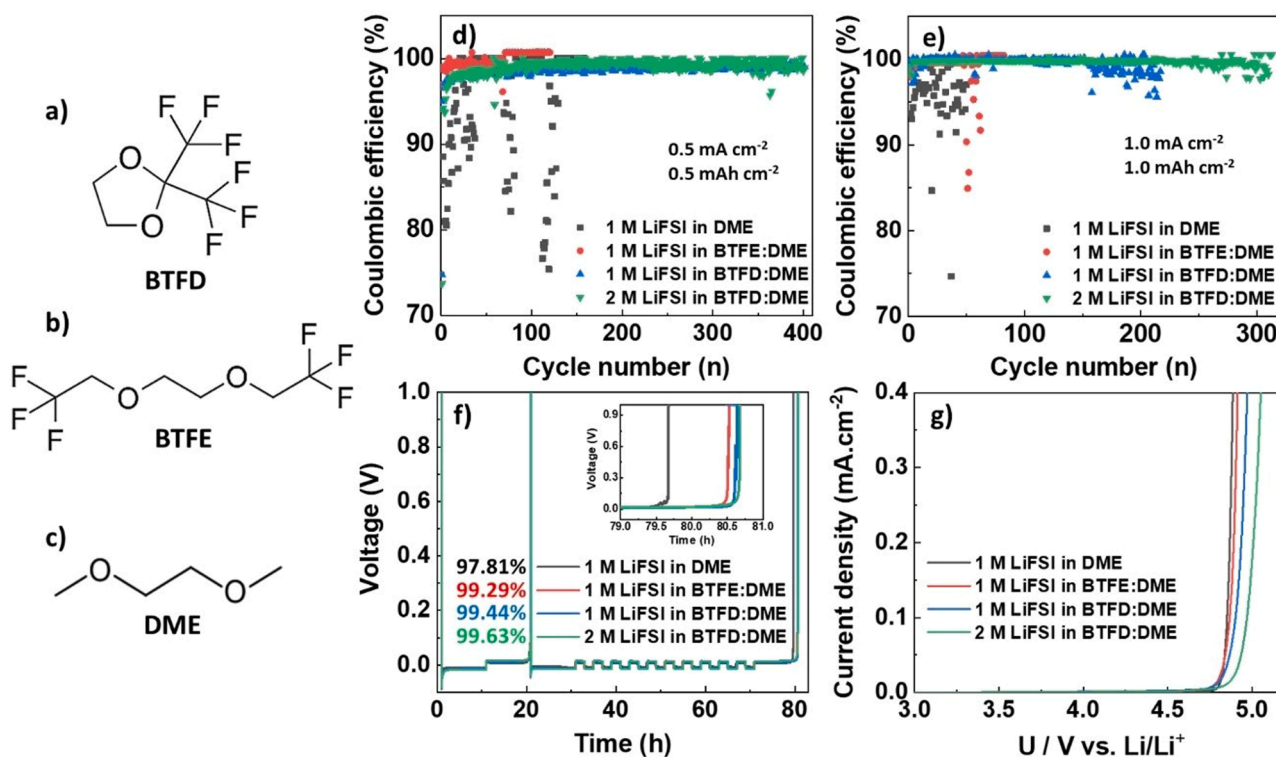 a)
F
F
F
F
F
F
O
O
BTFD
b)
F
F
F
O
O
F
F
F
BTFE
c)
O
O
DME
d)
Coulombic efficiency (%)
100
90
80
70
0.5 mA cm⁻²
0.5 mAh cm⁻²
1 M LiFSI in DME
1 M LiFSI in BTFE:DME
1 M LiFSI in BTFD:DME
2 M LiFSI in BTFD:DME
0 100 200 300 400
Cycle number (n)
e)
Coulombic efficiency (%)
100
90
80
70
1.0 mA cm⁻²
1.0 mAh cm⁻²
1 M LiFSI in DME
1 M LiFSI in BTFE:DME
1 M LiFSI in BTFD:DME
2 M LiFSI in BTFD:DME
0 100 200 300
Cycle number (n)
f)
Voltage (V)
1.0
0.8
0.6
0.4
0.2
0.0
Voltage (V)
0.9
0.6
0.3
0.0
79.0 79.6 80.0 80.5 81.0
Time (h)
97.81% 1 M LiFSI in DME
99.29% 1 M LiFSI in BTFE:DME
99.44% 1 M LiFSI in BTFD:DME
99.63% 2 M LiFSI in BTFD:DME
0 20 40 60 80
Time (h)
g)
Current density (mA.cm⁻²)
0.4
0.3
0.2
0.1
0.0
1 M LiFSI in DME
1 M LiFSI in BTFE:DME
1 M LiFSI in BTFD:DME
2 M LiFSI in BTFD:DME
3.0 3.5 4.0 4.5 5.0
U / V vs. Li/Li⁺